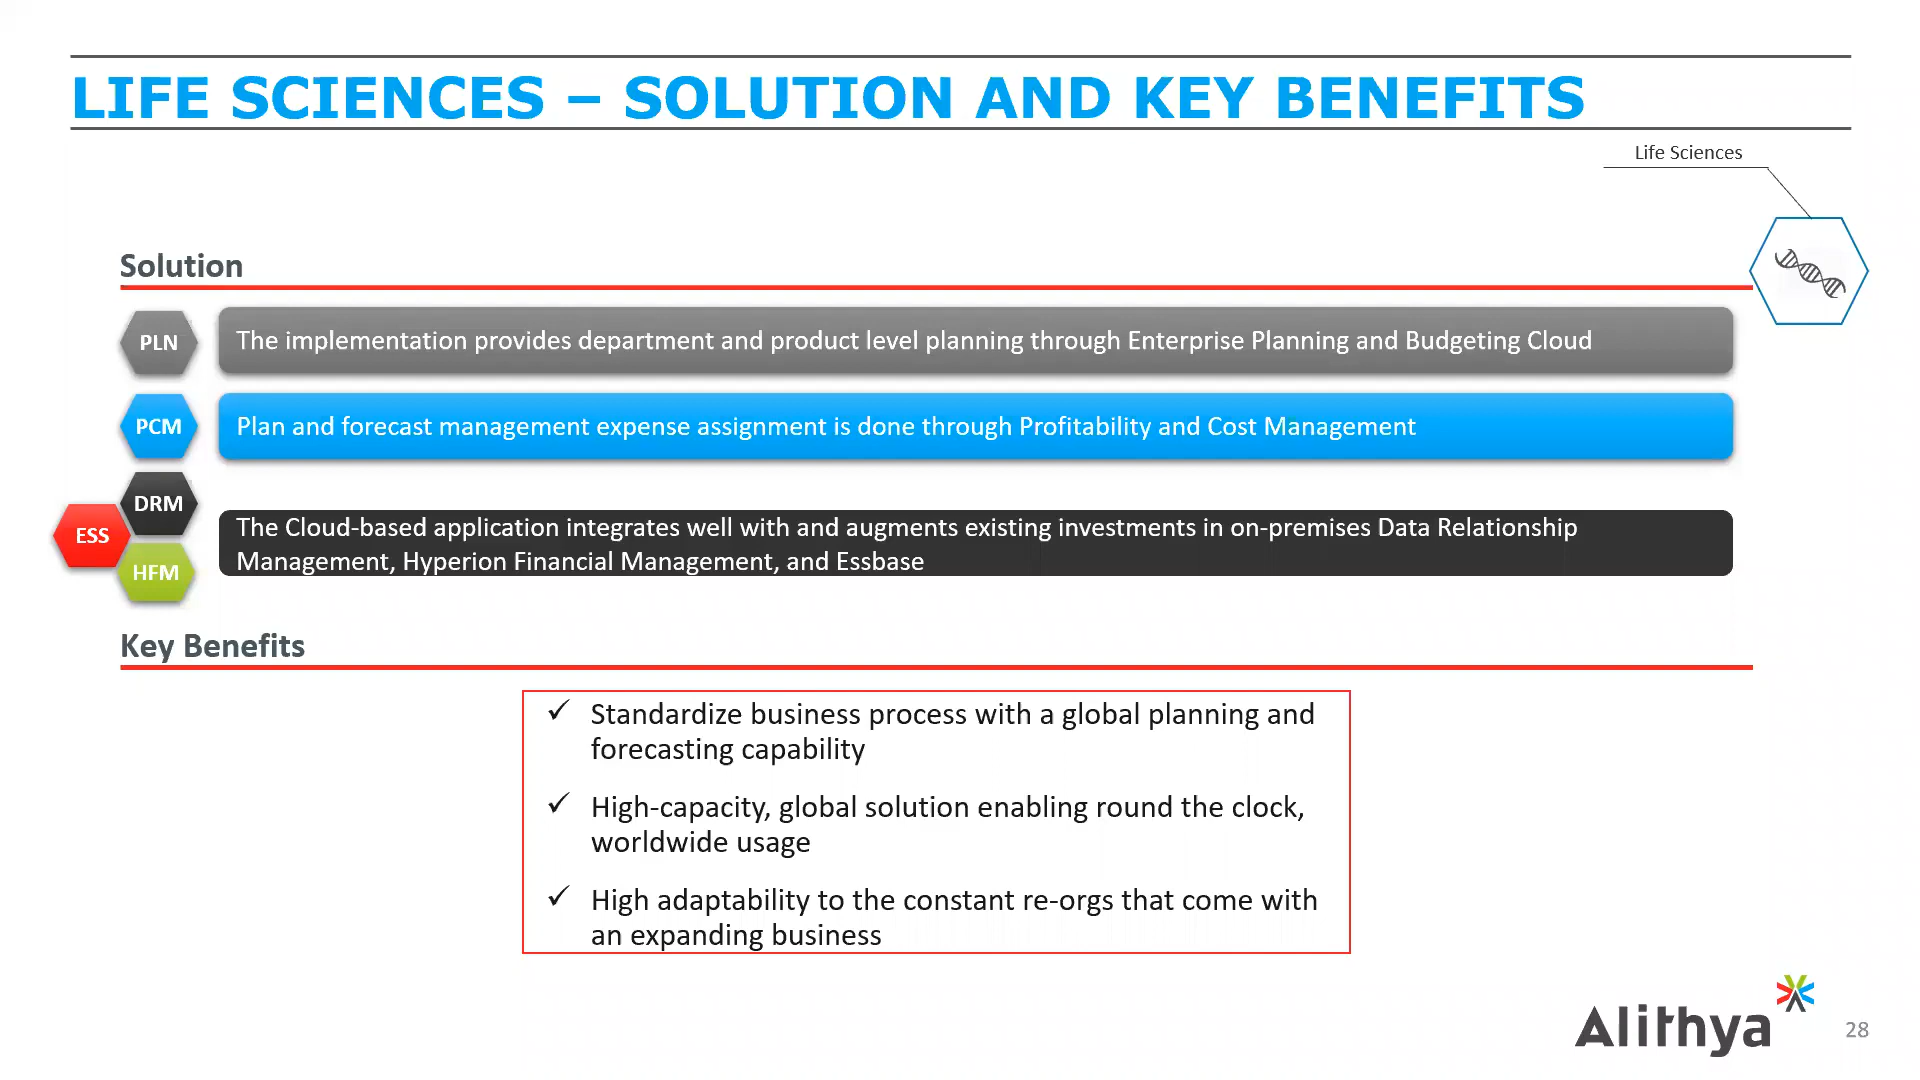 LIFE SCIENCES – SOLUTION AND KEY BENEFITS
Life Sciences
Solution
PLN
The implementation provides department and product level planning through Enterprise Planning and Budgeting Cloud
PCM
Plan and forecast management expense assignment is done through Profitability and Cost Management
DRM
ESS
HFM
The Cloud-based application integrates well with and augments existing investments in on-premises Data Relationship
Management, Hyperion Financial Management, and Essbase
Key Benefits
✓ Standardize business process with a global planning and
forecasting capability
✓ High-capacity, global solution enabling round the clock,
worldwide usage
✓ High adaptability to the constant re-orgs that come with
an expanding business
Alithya
28